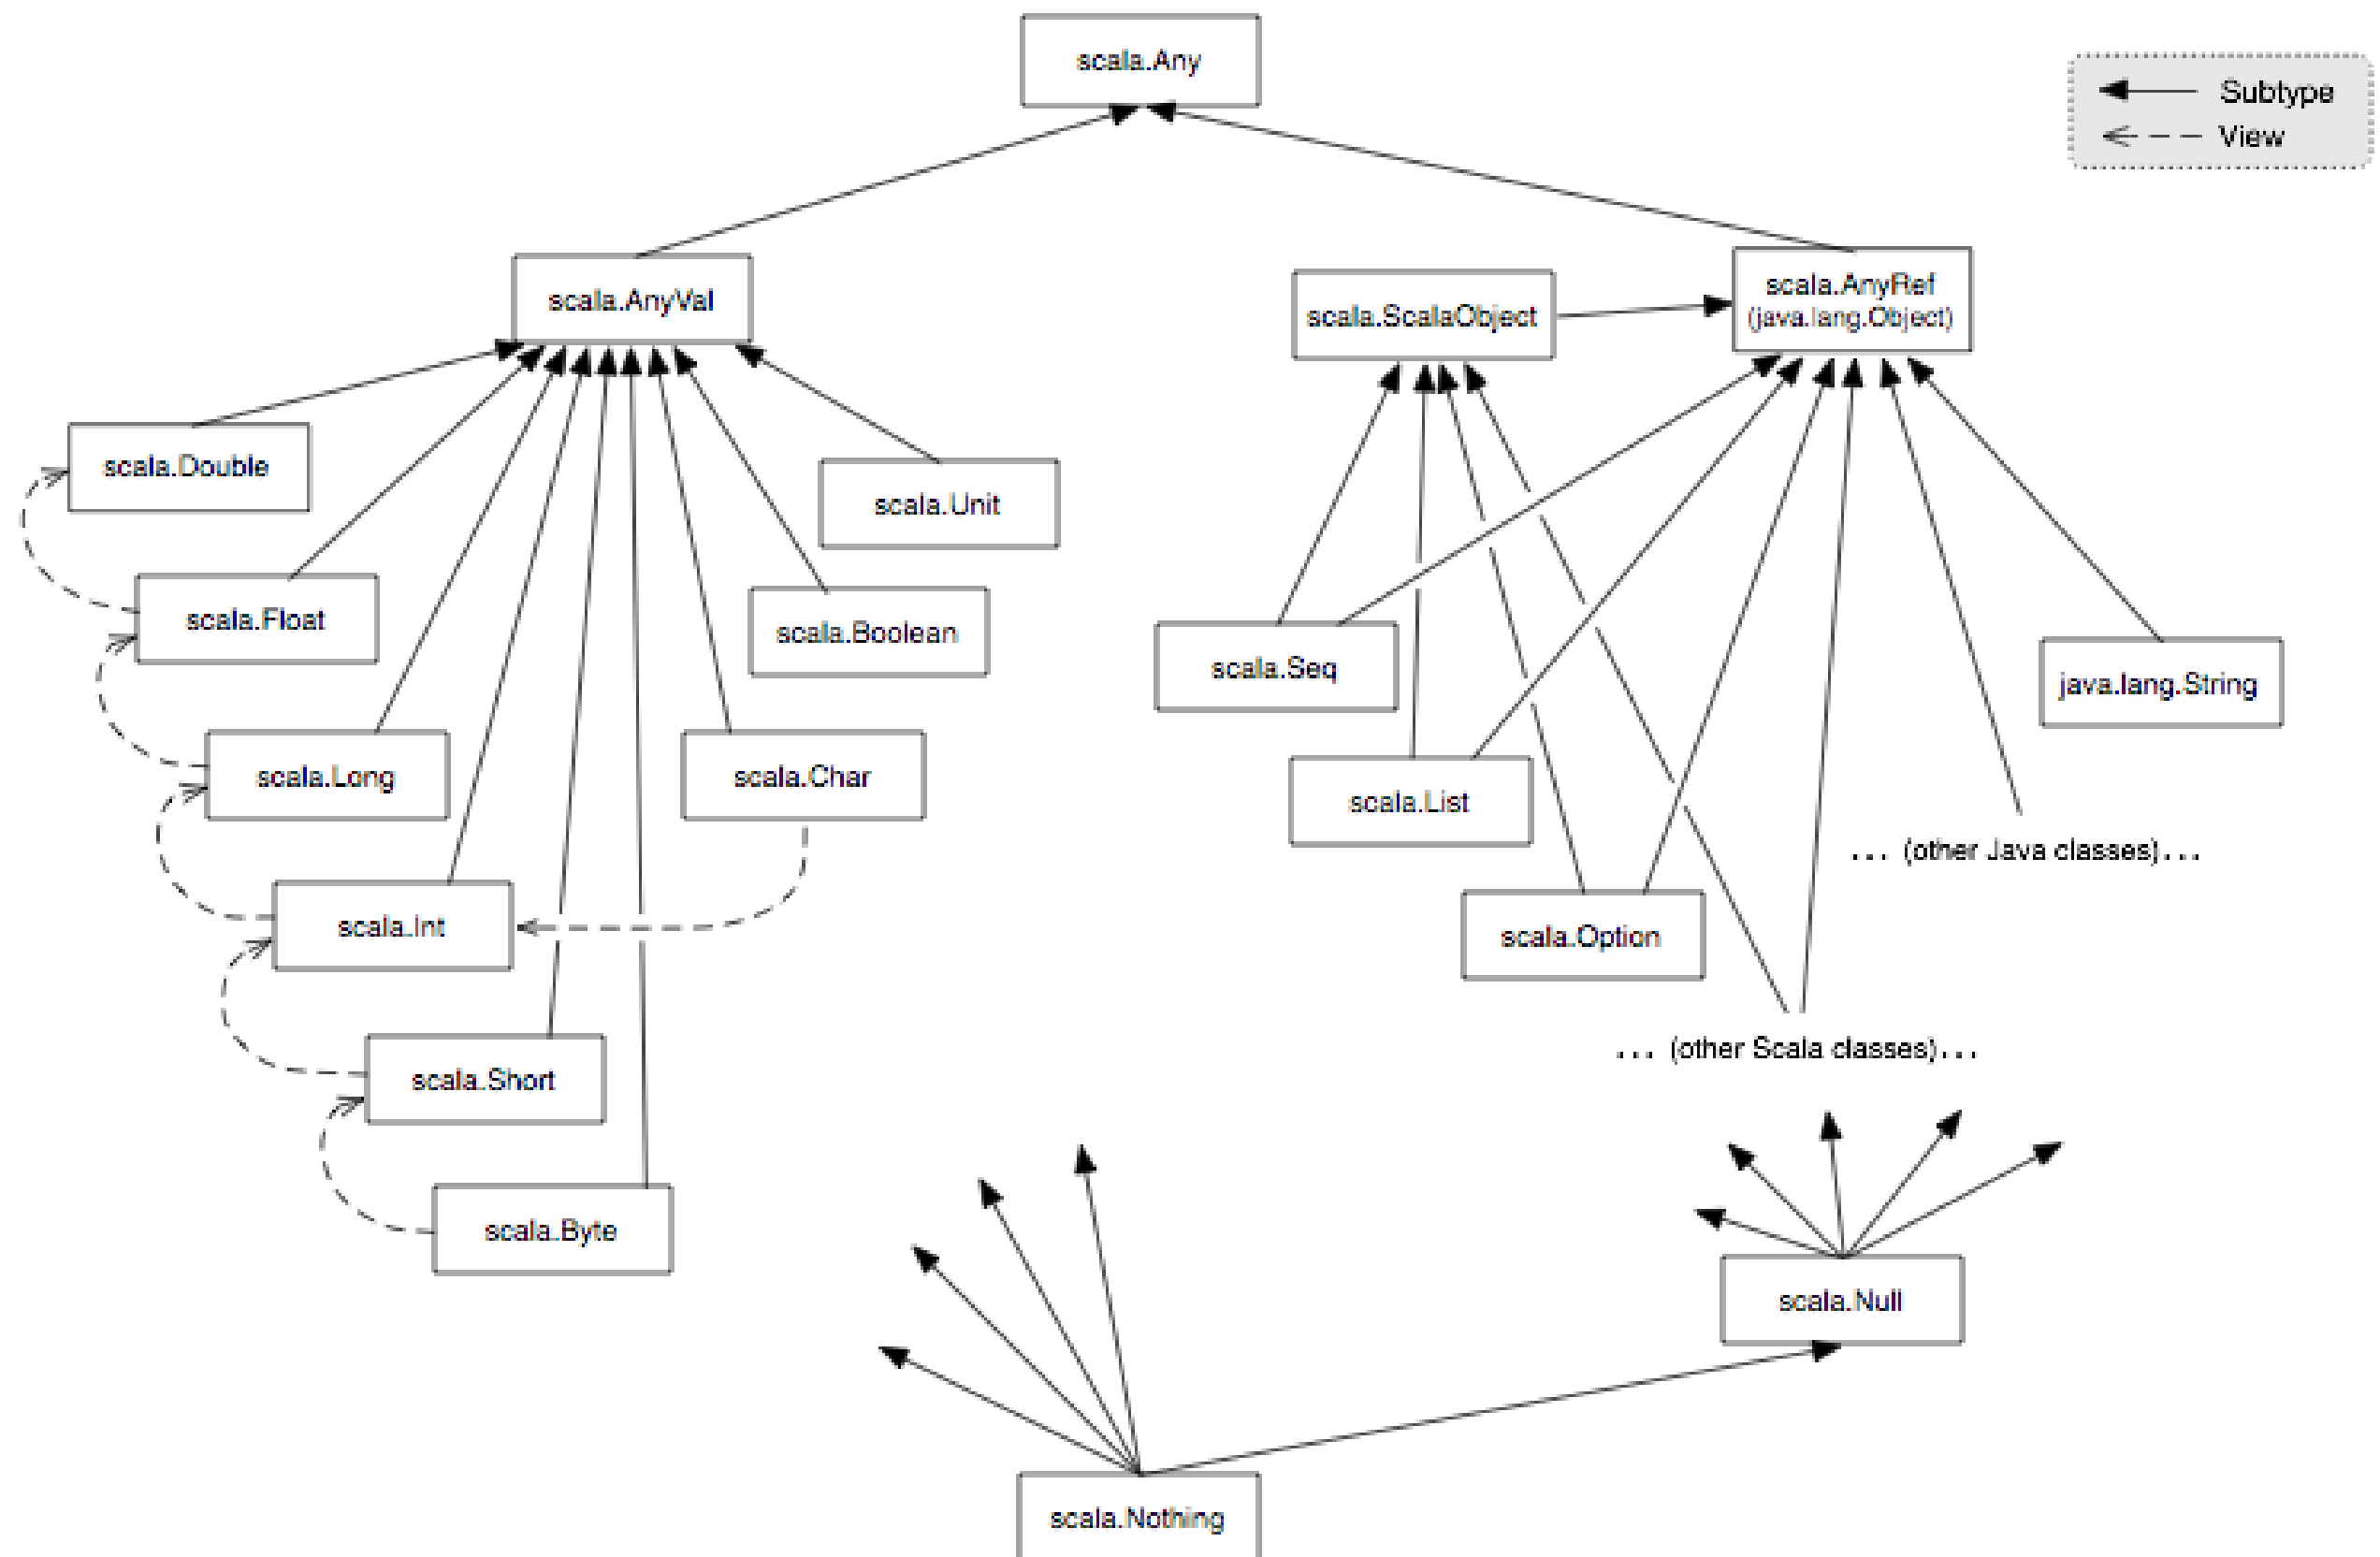 scala.Any
Subtype
View
scala.AnyVal
scala.ScalaObject
scala.AnyRef
(java.lang.Object)
scala.Double
scala.Unit
scala.Float
scala.Boolean
scala.Seq
java.lang.String
scala.Long
scala.Char
scala.List
... (other Java classes)...
scala.Int
scala.Option
... (other Scala classes)...
scala.Short
scala.Byte
scala.Null
scala.Nothing